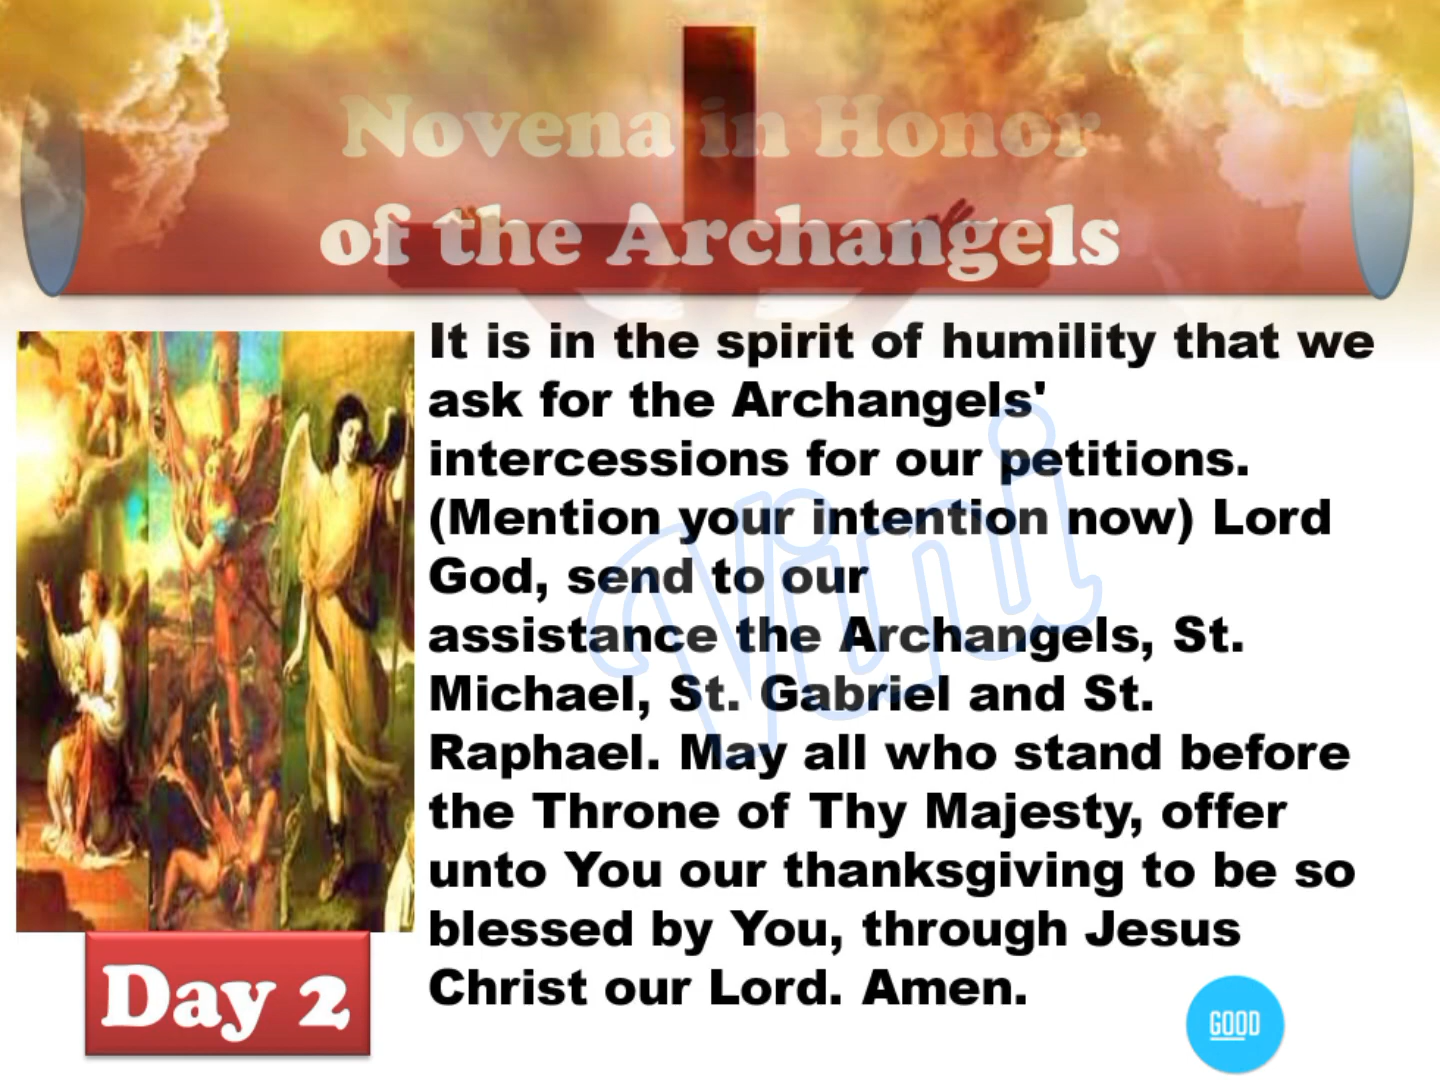 Novena in Honor
of the Archangels
It is in the spirit of humility that we
ask for the Archangels'
intercessions for our petitions.
(Mention your intention now) Lord
God, send to our
assistance the Archangels, St.
Michael, St. Gabriel and St.
Raphael. May all who stand before
the Throne of Thy Majesty, offer
unto You our thanksgiving to be so
blessed by You, through Jesus
Christ our Lord. Amen.
Vini
Day 2
GOOD